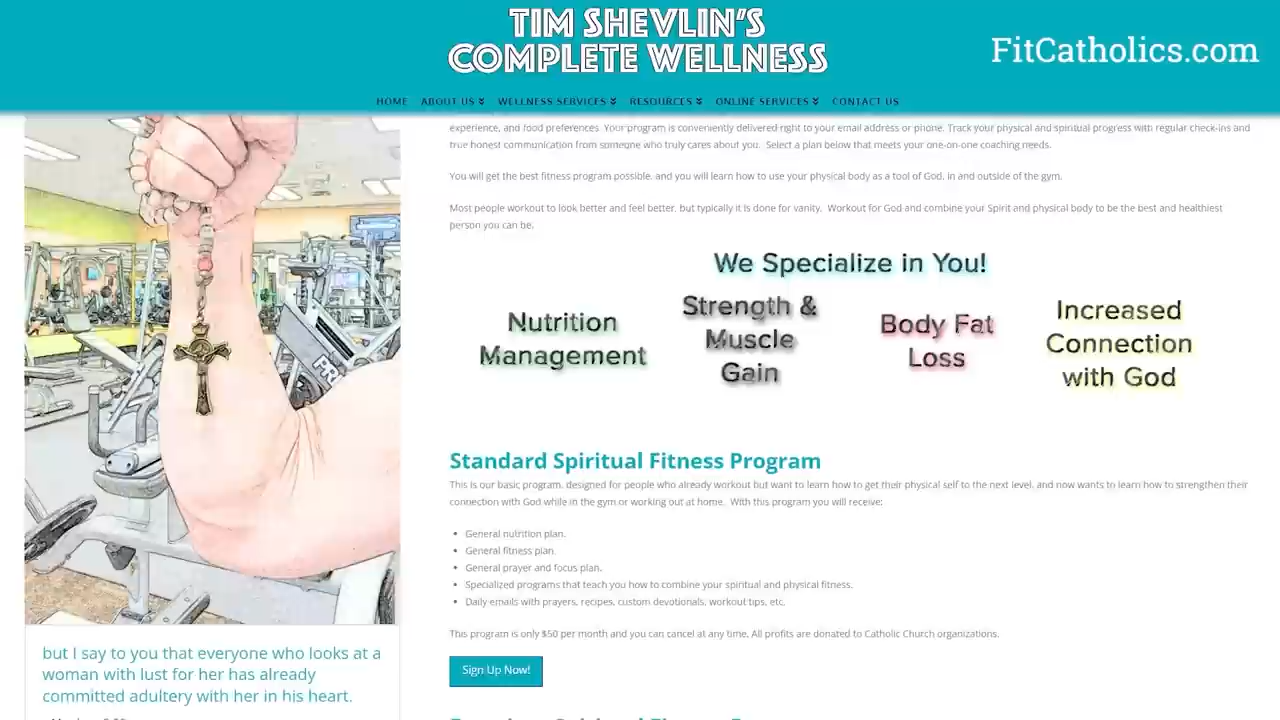 TIM SHEVLIN'S
COMPLETE WELLNESS
FitCatholics.com
HOME ABOUT US WELLNESS SERVICES RESOURCES ONLINE SERVICES CONTACT US
experience, and food preferences. Your program is conveniently delivered right to your email address or phone. Track your physical and spiritual progress with regular check-ins and
true honest communication from someone who truly cares about you. Select a plan below that meets your one-on-one coaching needs.
You will get the best fitness program possible, and you will learn how to use your physical body as a tool of God, in and outside of the gym.
Most people workout to look better and feel better, but typically it is done for vanity. Workout for God and combine your Spirit and physical body to be the best and healthiest
person you can be.
We Specialize in You!
Nutrition
Management
Strength &
Muscle
Gain
Body Fat
Loss
Increased
Connection
with God
Standard Spiritual Fitness Program
This is our basic program, designed for people who already workout but want to learn how to get their physical self to the next level, and now wants to learn how to strengthen their
connection with God while in the gym or working out at home. With this program you will receive:
• General nutrition plan.
• General fitness plan.
• General prayer and focus plan.
• Specialized programs that teach you how to combine your spiritual and physical fitness.
• Daily emails with prayers, recipes, custom devotionals, workout tips, etc.
This program is only $50 per month and you can cancel at any time. All profits are donated to Catholic Church organizations.
Sign Up Now!
but I say to you that everyone who looks at a
woman with lust for her has already
committed adultery with her in his heart.